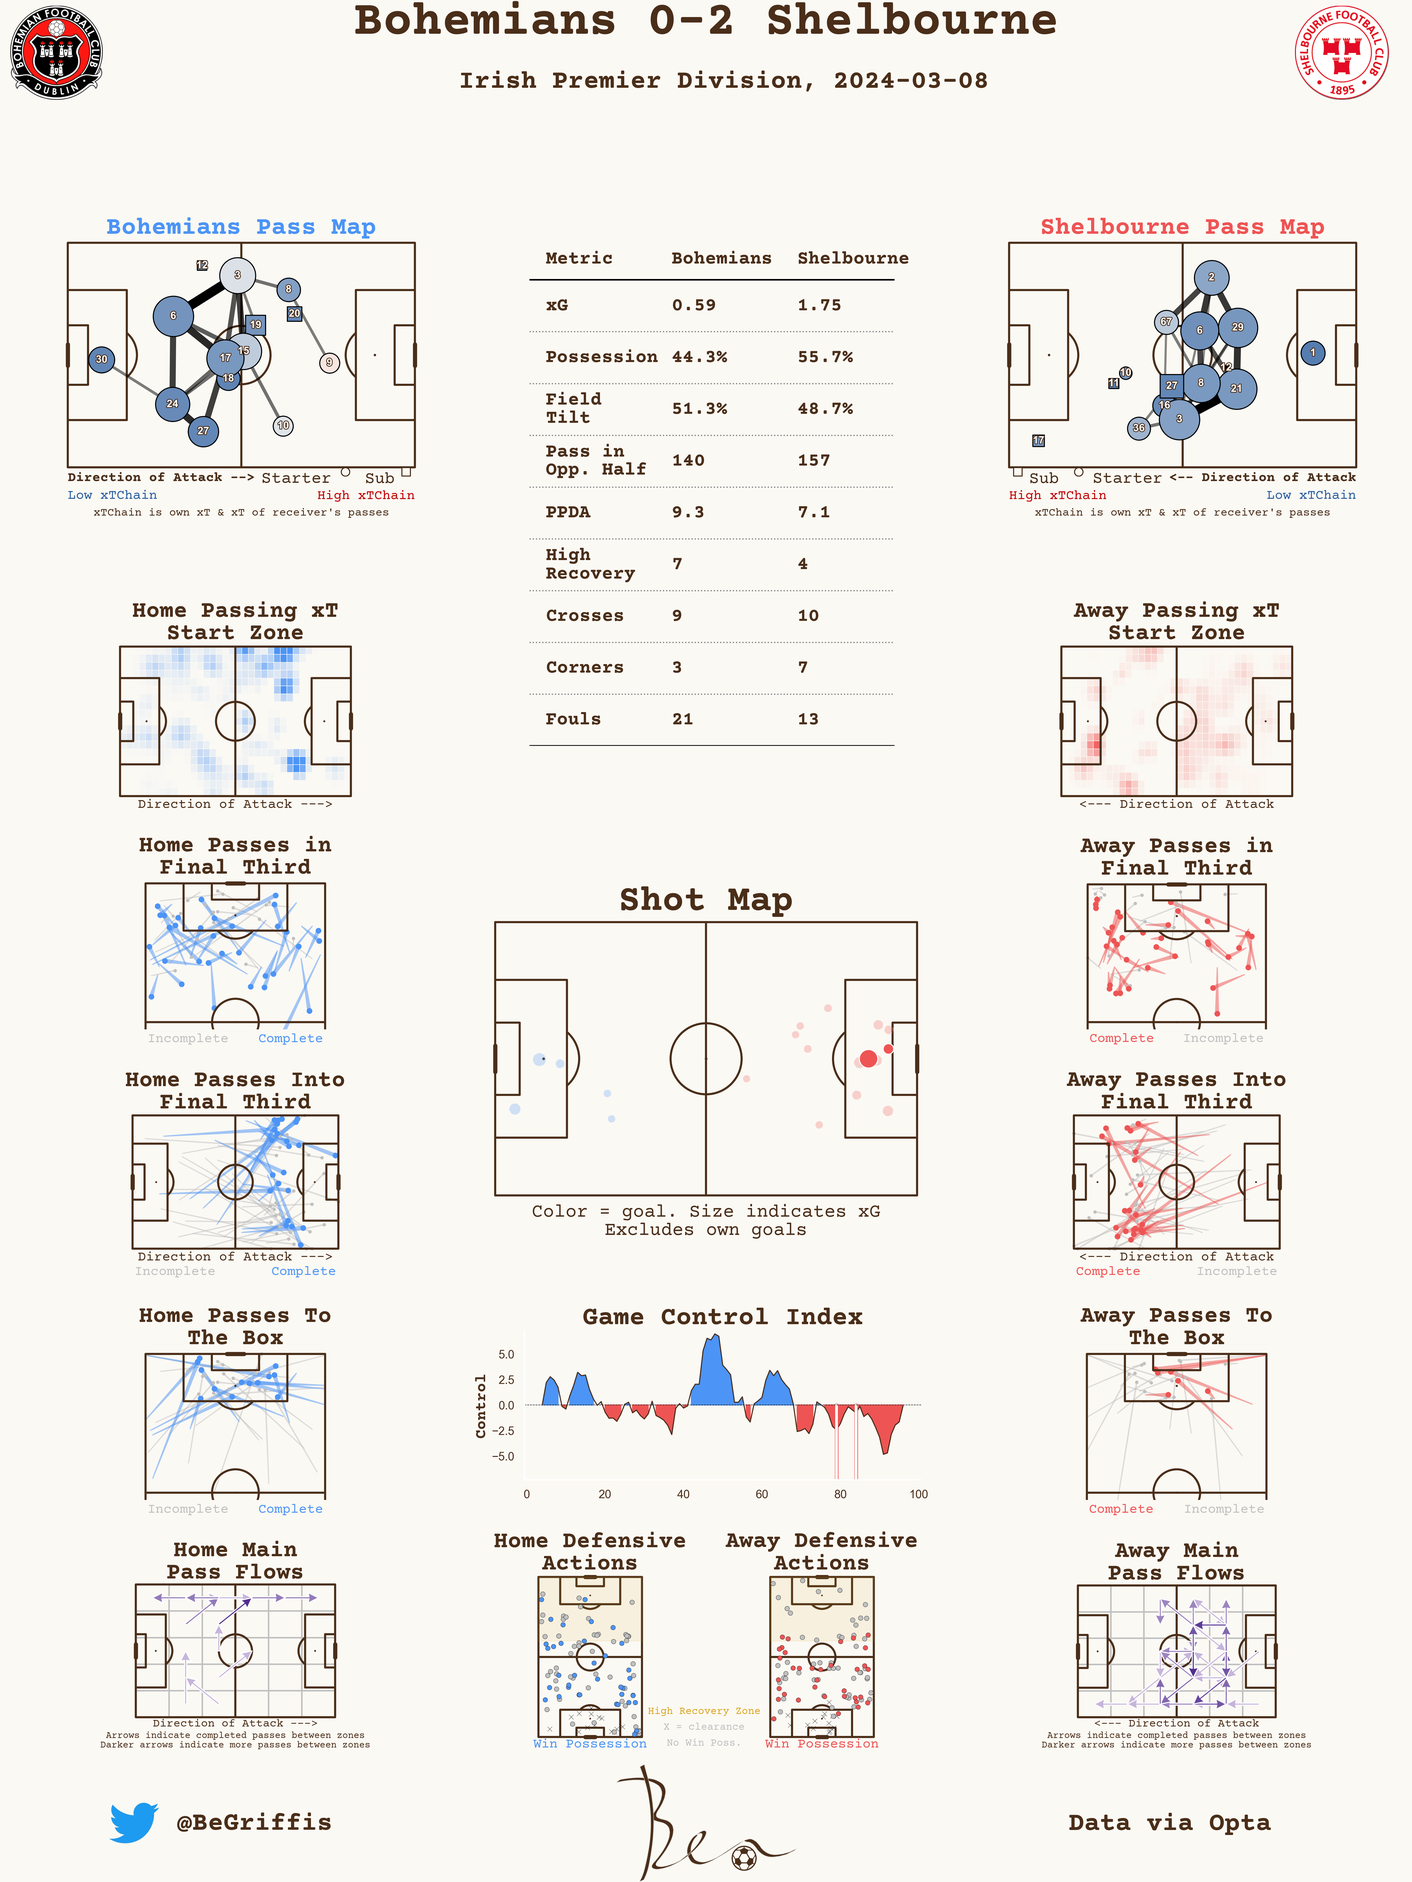 Bohemians 0-2 Shelbourne
Irish Premier Division, 2024-03-08
BOHEMIAN FOOTBALL CLUB
DUBLIN
SHELBOURNE FOOTBALL CLUB
1895
Bohemians Pass Map
12
3
8
6
20
19
15
17
30
9
18
24
27
10
Direction of Attack --> Starter Sub
Low xTChain High xTChain
xTChain is own xT & xT of receiver's passes
Metric Bohemians Shelbourne
xG 0.59 1.75
Possession 44.3% 55.7%
Field
Tilt 51.3% 48.7%
Pass in
Opp. Half 140 157
PPDA 9.3 7.1
High
Recovery 7 4
Crosses 9 10
Corners 3 7
Fouls 21 13
Shelbourne Pass Map
2
67
6
29
1
10
12
11
27
8
21
16
3
36
17
Sub Starter <-- Direction of Attack
High xTChain Low xTChain
xTChain is own xT & xT of receiver's passes
Home Passing xT
Start Zone
Direction of Attack --->
Away Passing xT
Start Zone
<--- Direction of Attack
Home Passes in
Final Third
Incomplete Complete
Away Passes in
Final Third
Complete Incomplete
Shot Map
Color = goal. Size indicates xG
Excludes own goals
Home Passes Into
Final Third
Direction of Attack --->
Incomplete Complete
Away Passes Into
Final Third
<--- Direction of Attack
Complete Incomplete
Home Passes To
The Box
Incomplete Complete
Game Control Index
Control
5.0
2.5
0.0
−2.5
−5.0
0 20 40 60 80 100
Away Passes To
The Box
Complete Incomplete
Home Main
Pass Flows
Direction of Attack --->
Arrows indicate completed passes between zones
Darker arrows indicate more passes between zones
Home Defensive
Actions
Win Possession
High Recovery Zone
X = clearance
No Win Poss.
Away Defensive
Actions
Win Possession
Away Main
Pass Flows
<--- Direction of Attack
Arrows indicate completed passes between zones
Darker arrows indicate more passes between zones
@BeGriffis
Ben
Data via Opta